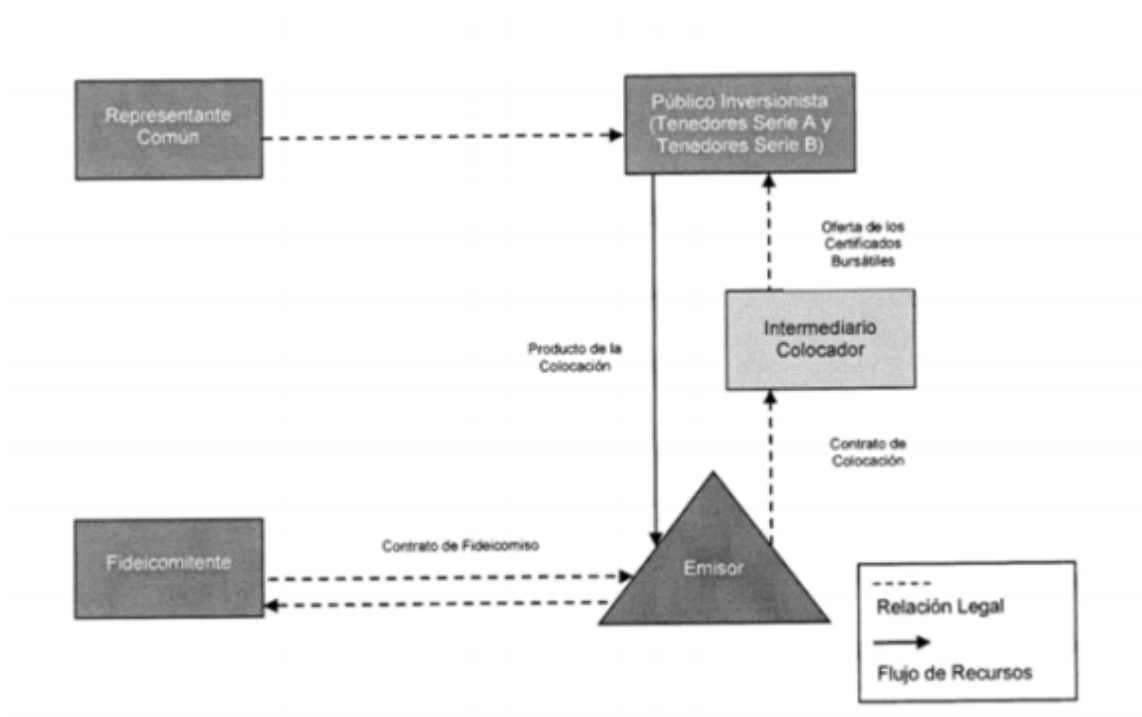 Representante
Común
Público Inversionista
(Tenedores Serie A y
Tenedores Serie B)
Oferta de los
Certificados
Bursátiles
Intermediario
Colocador
Producto de la
Colocación
Contrato de
Colocación
Fideicomitente
Contrato de Fideicomiso
Emisor
Relación Legal
Flujo de Recursos